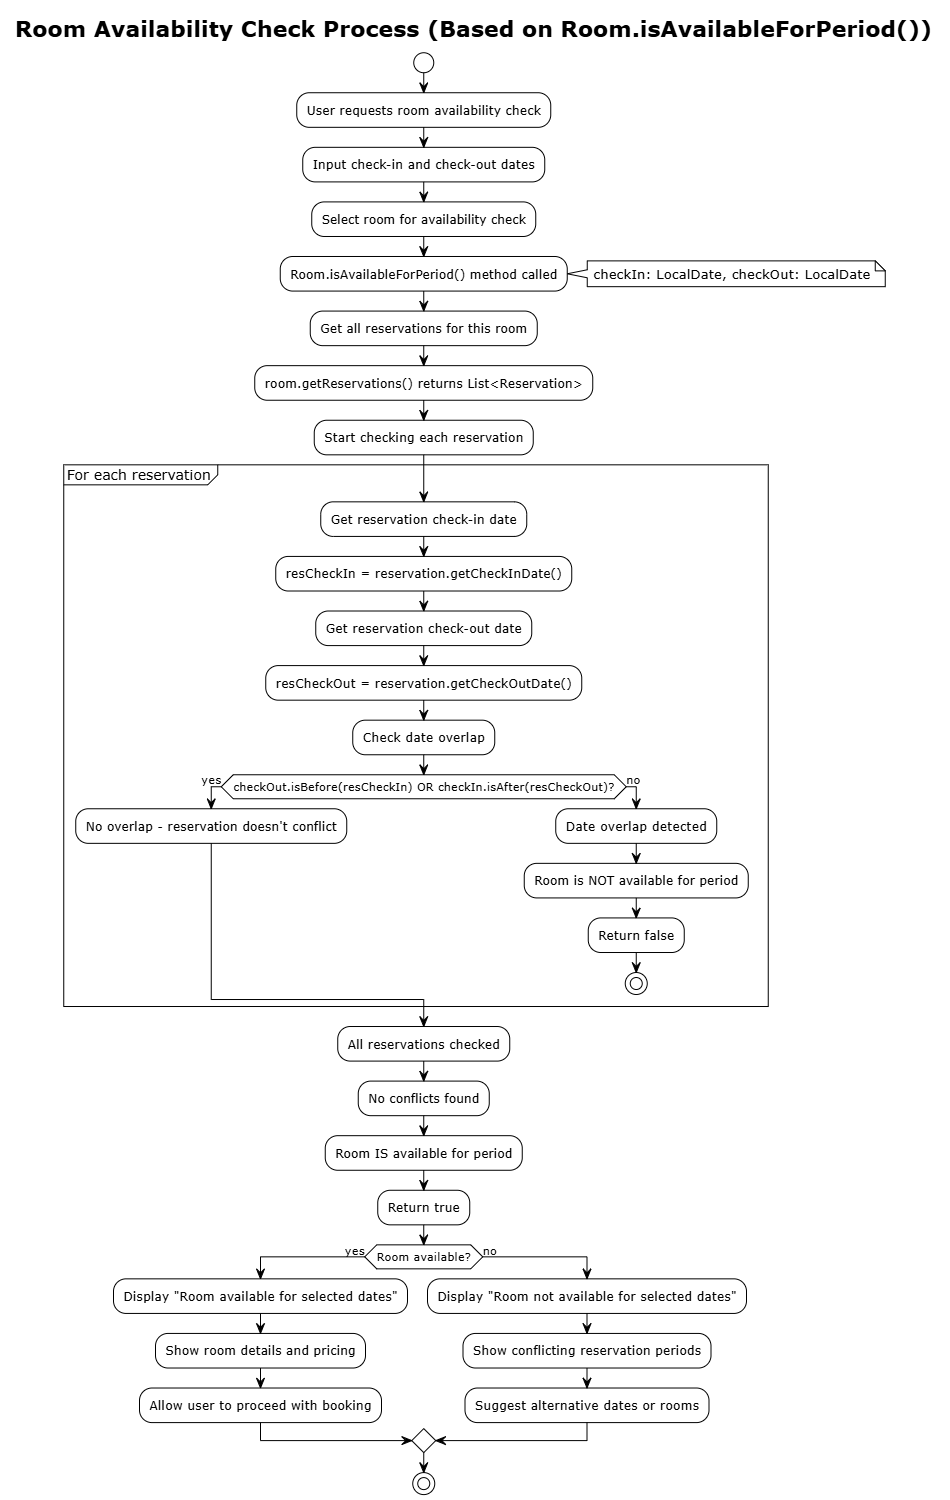 Room Availability Check Process (Based on Room.isAvailableForPeriod())
User requests room availability check
Input check-in and check-out dates
Select room for availability check
Room.isAvailableForPeriod() method called
checkIn: LocalDate, checkOut: LocalDate
Get all reservations for this room
room.getReservations() returns List<Reservation>
Start checking each reservation
For each reservation
Get reservation check-in date
resCheckIn = reservation.getCheckInDate()
Get reservation check-out date
resCheckOut = reservation.getCheckOutDate()
Check date overlap
yes
checkOut.isBefore(resCheckIn) OR checkIn.isAfter(resCheckOut)?
no
No overlap - reservation doesn't conflict
Date overlap detected
Room is NOT available for period
Return false
All reservations checked
No conflicts found
Room IS available for period
Return true
yes
Room available?
no
Display "Room available for selected dates"
Display "Room not available for selected dates"
Show room details and pricing
Show conflicting reservation periods
Allow user to proceed with booking
Suggest alternative dates or rooms